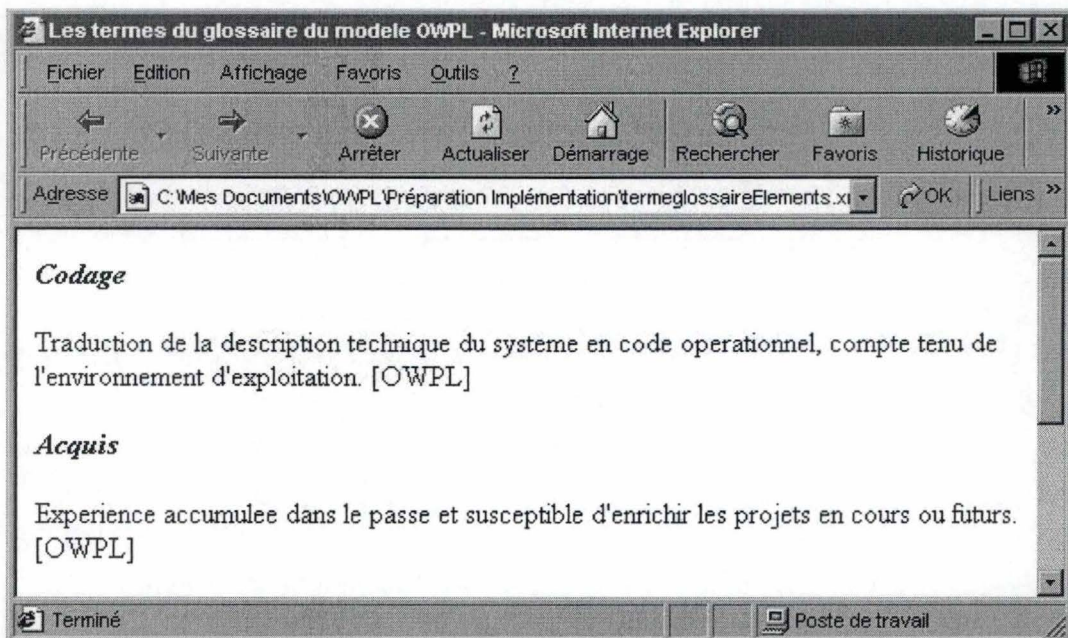 Les termes du glossaire du modele OWPL - Microsoft Internet Explorer
Fichier Edition Affichage Favoris Outils ?
Précédente Suivante Arrêter Actualiser Démarrage Rechercher Favoris Historique »
Adresse C:\Mes Documents\OWPL\Préparation Implémentation\termeglossaireElements.x OK Liens »
Codage
Traduction de la description technique du systeme en code operationnel, compte tenu de
l'environnement d'exploitation. [OWPL]
Acquis
Experience accumulee dans le passe et susceptible d'enrichir les projets en cours ou futurs.
[OWPL]
Terminé Poste de travail